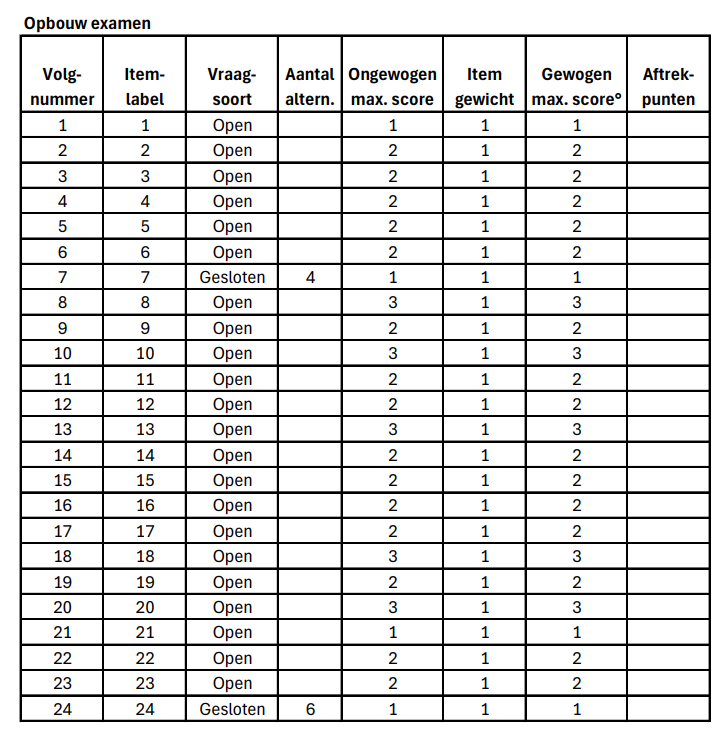 Opbouw examen
Volg-nummer Item-label Vraag-soort Aantal altern. Ongewogen max. score Item gewicht Gewogen max. score° Aftrek-punten
1 1 Open 1 1 1
2 2 Open 2 1 2
3 3 Open 2 1 2
4 4 Open 2 1 2
5 5 Open 2 1 2
6 6 Open 2 1 2
7 7 Gesloten 4 1 1 1
8 8 Open 3 1 3
9 9 Open 2 1 2
10 10 Open 3 1 3
11 11 Open 2 1 2
12 12 Open 2 1 2
13 13 Open 3 1 3
14 14 Open 2 1 2
15 15 Open 2 1 2
16 16 Open 2 1 2
17 17 Open 2 1 2
18 18 Open 3 1 3
19 19 Open 2 1 2
20 20 Open 3 1 3
21 21 Open 1 1 1
22 22 Open 2 1 2
23 23 Open 2 1 2
24 24 Gesloten 6 1 1 1